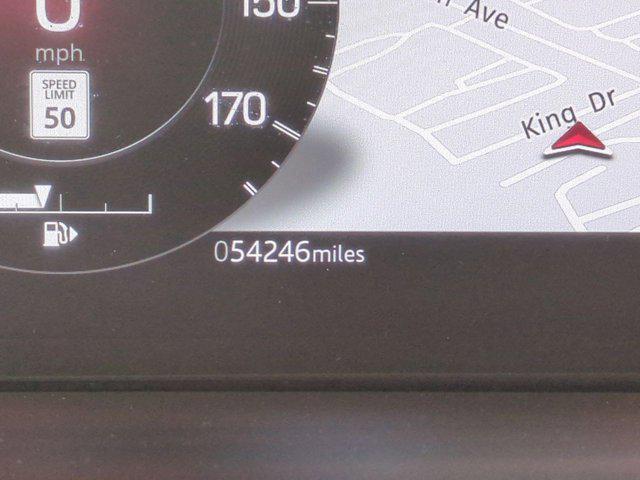 0
mph
SPEED
LIMIT
50
150
170
Ave
King Dr
054246miles